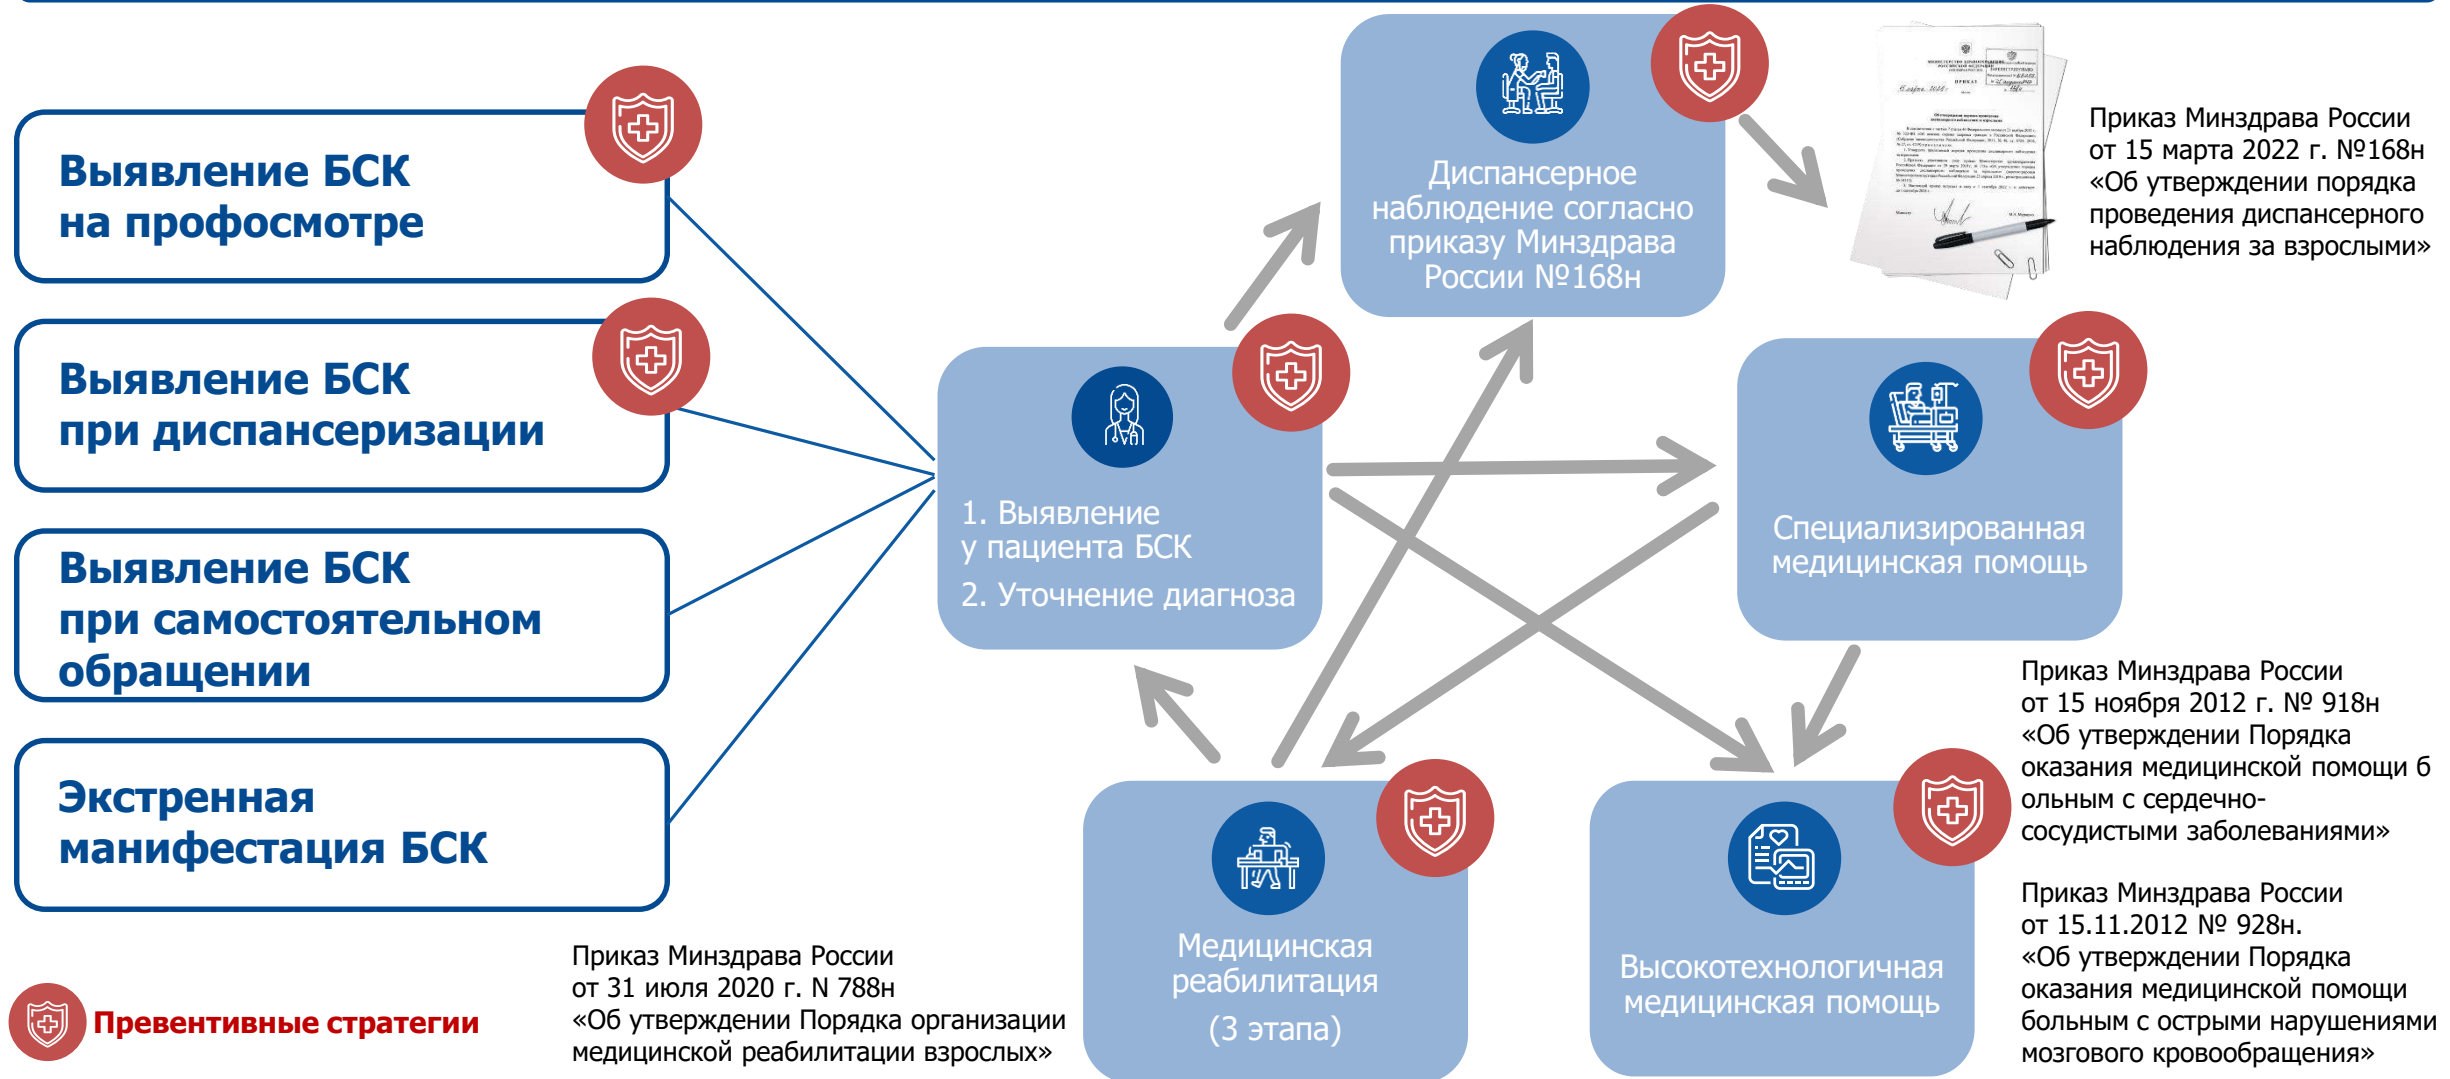 Выявление БСК
на профосмотре
Выявление БСК
при диспансеризации
Выявление БСК
при самостоятельном
обращении
Экстренная
манифестация БСК
Превентивные стратегии
1. Выявление
у пациента БСК
2. Уточнение диагноза
Диспансерное
наблюдение согласно
приказу Минздрава
России №168н
ПРИКАЗ
Приказ Минздрава России
от 15 марта 2022 г. №168н
«Об утверждении порядка
проведения диспансерного
наблюдения за взрослыми»
Специализированная
медицинская помощь
Приказ Минздрава России
от 15 ноября 2012 г. № 918н
«Об утверждении Порядка
оказания медицинской помощи б
ольным с сердечно-
сосудистыми заболеваниями»
Приказ Минздрава России
от 15.11.2012 № 928н.
«Об утверждении Порядка
оказания медицинской помощи
больным с острыми нарушениями
мозгового кровообращения»
Высокотехнологичная
медицинская помощь
Медицинская
реабилитация
(3 этапа)
Приказ Минздрава России
от 31 июля 2020 г. N 788н
«Об утверждении Порядка организации
медицинской реабилитации взрослых»